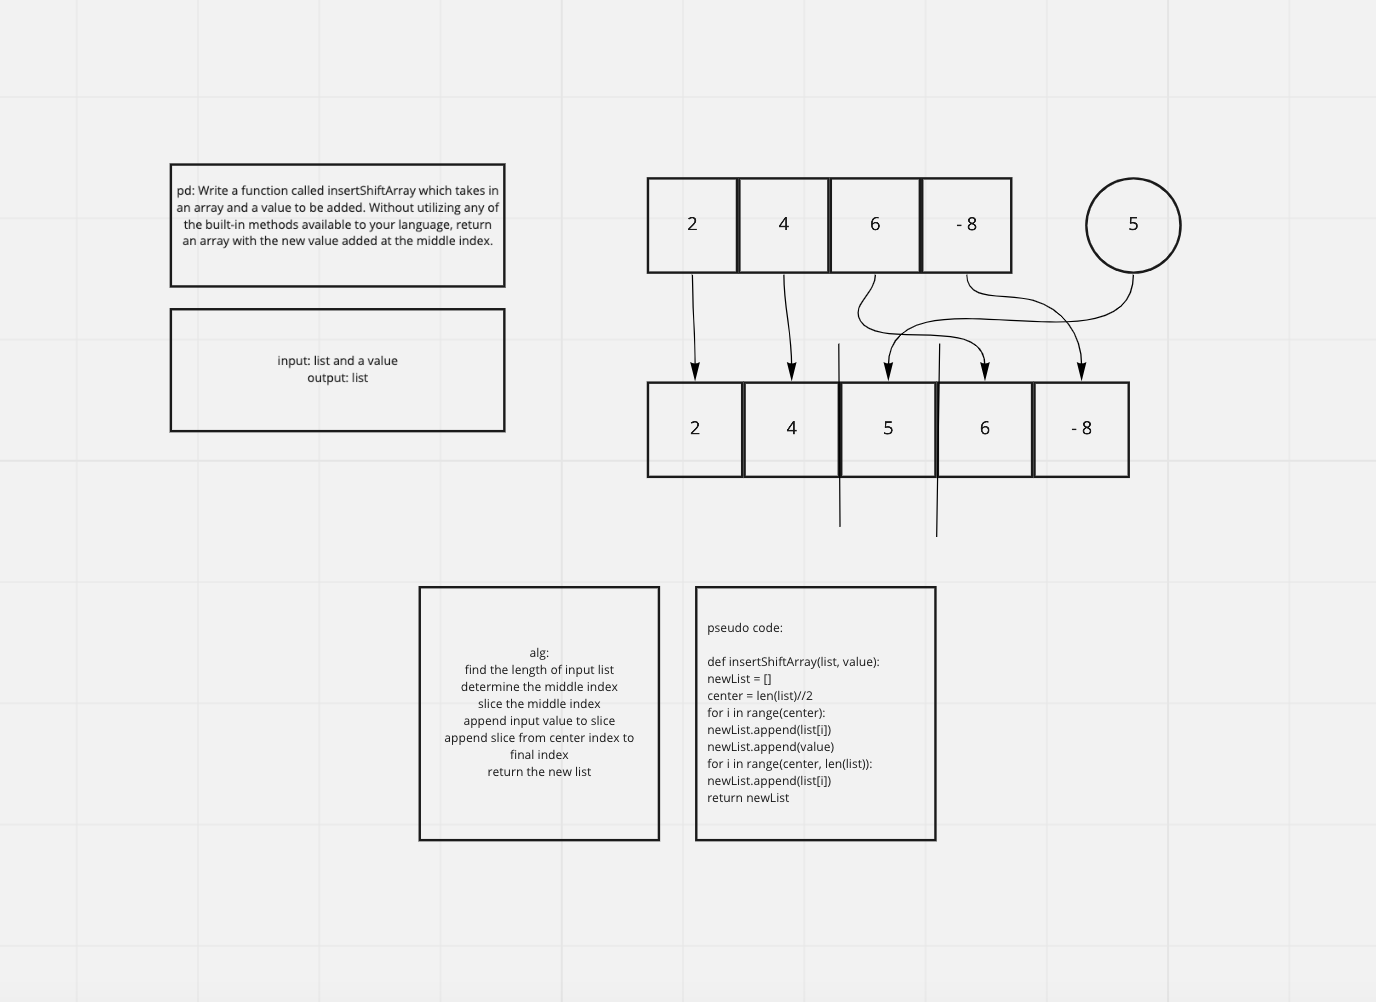 pd: Write a function called insertShiftArray which takes in
an array and a value to be added. Without utilizing any of
the built-in methods available to your language, return
an array with the new value added at the middle index.
input: list and a value
output: list
2 4 6 - 8 5
2 4 5 6 - 8
alg:
find the length of input list
determine the middle index
slice the middle index
append input value to slice
append slice from center index to
final index
return the new list
pseudo code:
def insertShiftArray(list, value):
newList = []
center = len(list)//2
for i in range(center):
newList.append(list[i])
newList.append(value)
for i in range(center, len(list)):
newList.append(list[i])
return newList